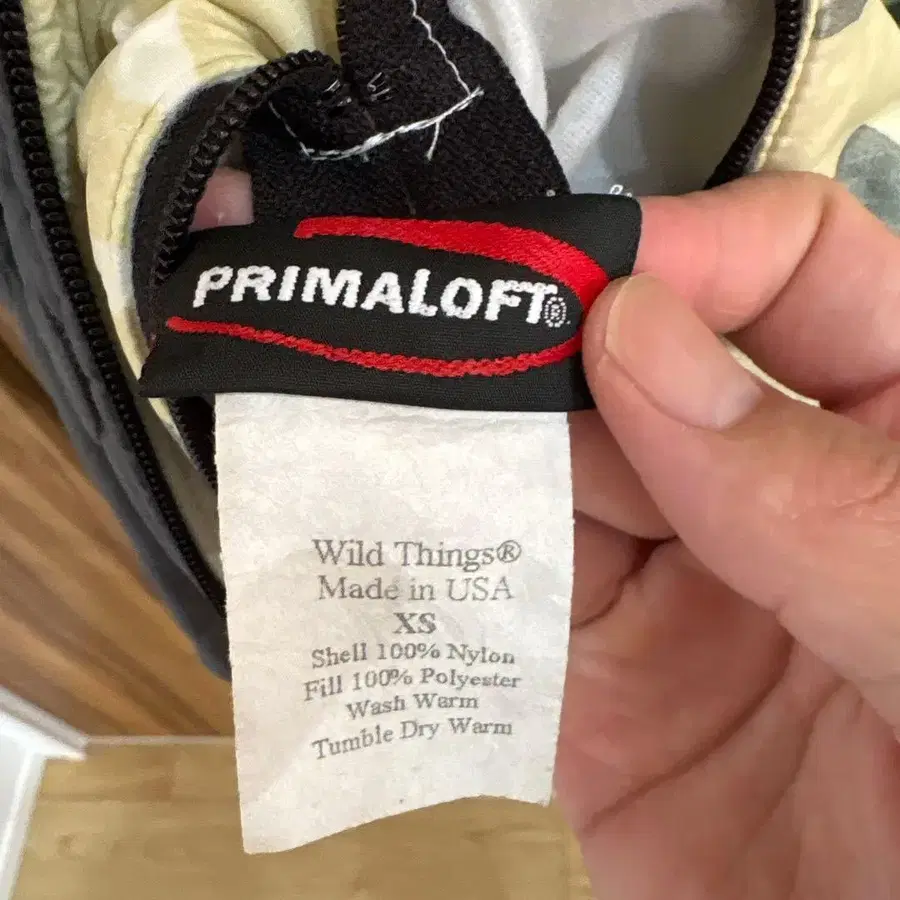 PRIMALOFT®
Wild Things®
Made in USA
XS
Shell 100% Nylon
Fill 100% Polyester
Wash Warm
Tumble Dry Warm